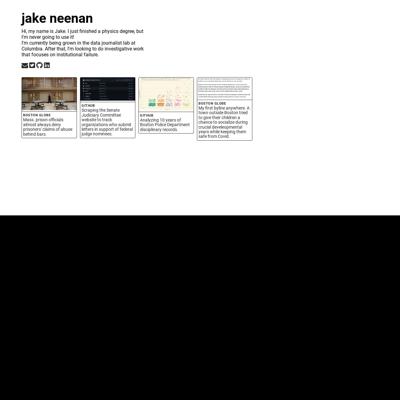 jake neenan
Hi, my name is Jake. I just finished a physics degree, but
I'm never going to use it!
I'm currently being grown in the data journalist lab at
Columbia. After that, I'm looking to do investigative work
that focuses on institutional failure.
BOSTON GLOBE
Mass. prison officials
almost always deny
prisoners' claims of abuse
behind bars.
GITHUB
Scraping the Senate
Judiciary Committee
website to track
organizations who submit
letters in support of federal
judge nominees.
GITHUB
Analyzing 10 years of
Boston Police Department
disciplinary records.
BOSTON GLOBE
My first byline anywhere. A
town outside Boston tried
to give their children a
chance to socialize during
crucial developmental
years while keeping them
safe from Covid.